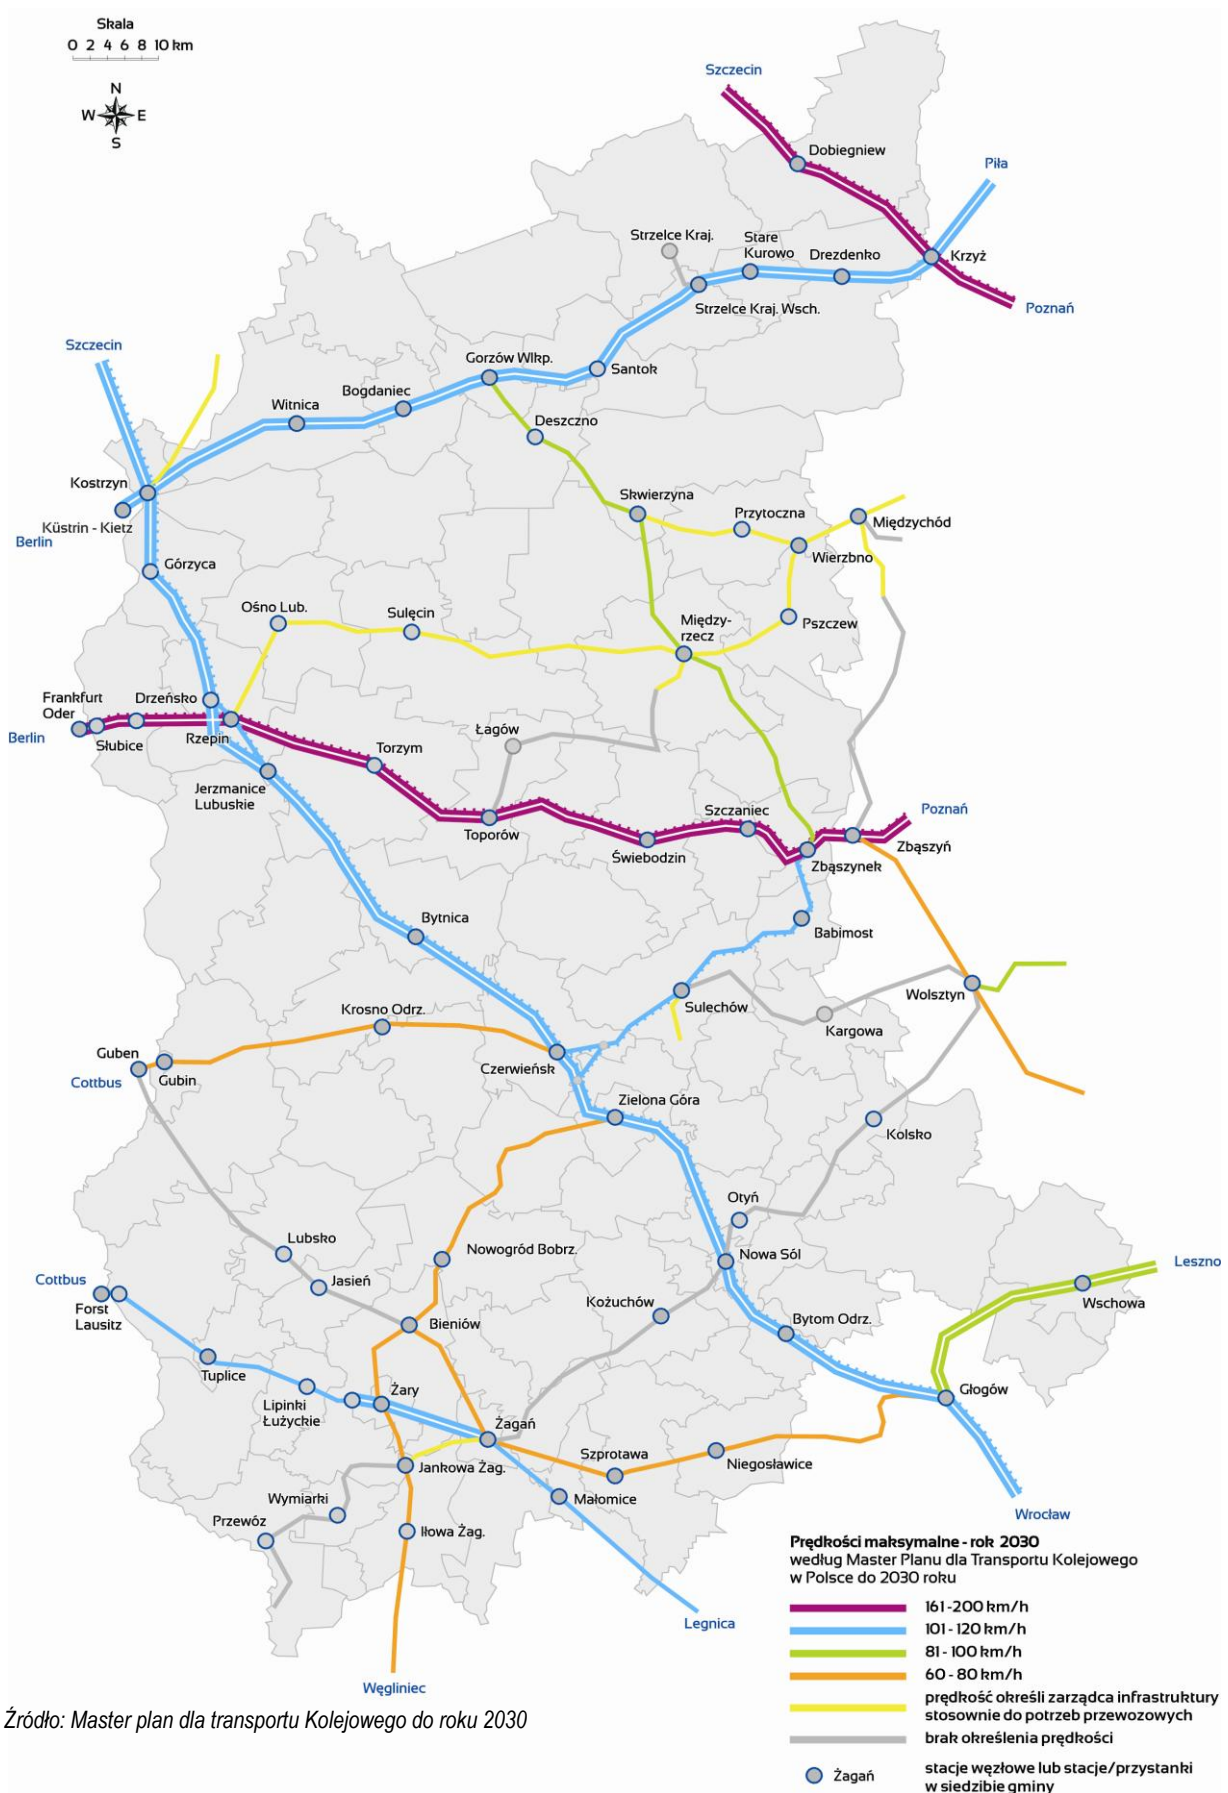 Skala
0 2 4 6 8 10 km
N
W E
S
Szczecin
Dobiegniew
Piła
Strzelce Kraj.
Stare
Kurowo
Drezdenko
Krzyż
Strzelce Kraj. Wsch.
Poznań
Szczecin
Gorzów Wlkp.
Santok
Bogdaniec
Witnica
Deszczno
Kostrzyn
Skwierzyna
Przytoczna
Międzychód
Küstrin - Kietz
Berlin
Wierzbno
Górzyca
Ośno Lub.
Sulęcin
Pszczew
Między-
rzecz
Frankfurt
Oder
Drzeńsko
Berlin
Słubice
Rzepin
Łagów
Torzym
Jerzmanice
Lubuskie
Toporów
Szczaniec
Poznań
Świebodzin
Zbąszyń
Zbąszynek
Bytnica
Babimost
Wolsztyn
Sulechów
Krosno Odrz.
Kargowa
Guben
Cottbus
Gubin
Czerwieńsk
Zielona Góra
Kolsko
Otyń
Nowogród Bobrz.
Nowa Sól
Lubsko
Leszno
Cottbus
Jasień
Forst
Lausitz
Kożuchów
Wschowa
Bieniów
Bytom Odrz.
Tuplice
Lipinki
Łużyckie
Żary
Głogów
Żagań
Szprotawa
Niegosławice
Jankowa Żag.
Małomice
Wymiarki
Przewóz
Iłowa Żag.
Wrocław
Legnica
Węgliniec
Prędkości maksymalne - rok 2030
według Master Planu dla Transportu Kolejowego
w Polsce do 2030 roku
161 -200 km/h
101 - 120 km/h
81 - 100 km/h
60 - 80 km/h
prędkość określi zarządca infrastruktury
stosownie do potrzeb przewozowych
brak określenia prędkości
Żagań
stacje węzłowe lub stacje/przystanki
w siedzibie gminy
Źródło: Master plan dla transportu Kolejowego do roku 2030